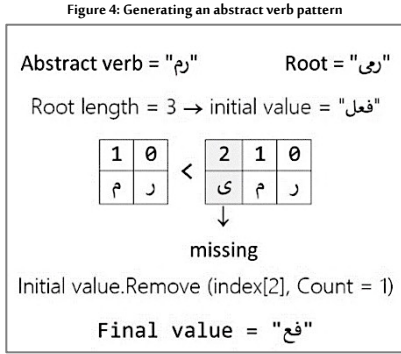 Figure 4: Generating an abstract verb pattern
Abstract verb = "رم" Root = "رمى"
Root length = 3 → initial value = "فعل"
1 0 < 2 1 0
م ر ى م ر
↓
missing
Initial value.Remove (index[2], Count = 1)
Final value = "فع"